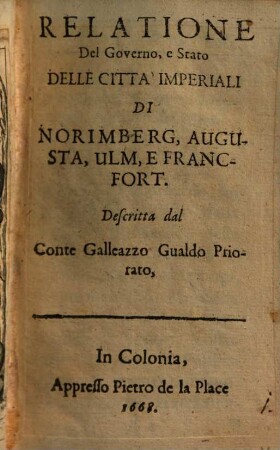 RELATIONE
Del Governo, e Stato
DELLE CITTA' IMPERIALI
DI
NORIMBERG, AUGU-
STA, ULM, E FRANC-
FORT.
Descritta dal
Conte Galleazzo Gualdo Prio-
rato,
In Colonia,
Appresso Pietro de la Place
1668.